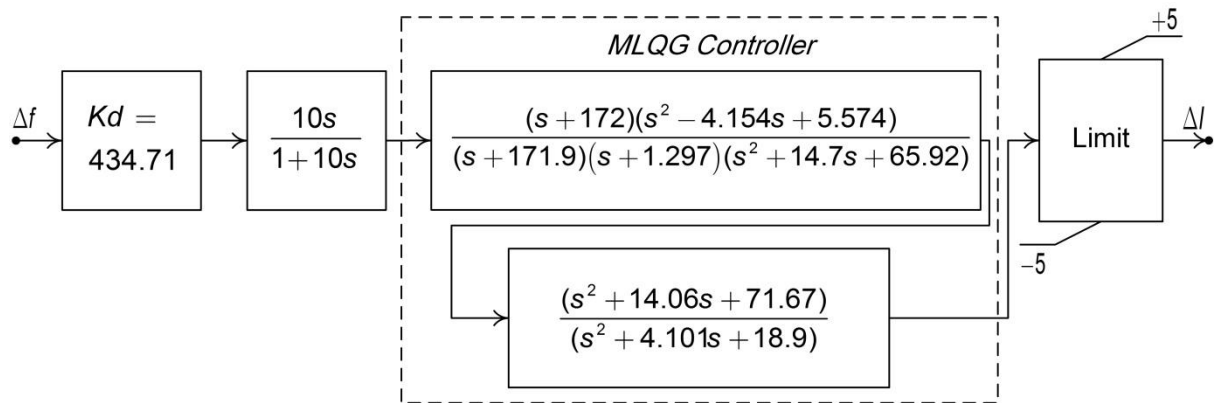 MLQG Controller
+5
Δf
Kd =
434.71
10s
1+10s
(s+172)(s² −4.154s+5.574)
(s+171.9)(s+1.297)(s² +14.7s+65.92)
Limit
ΔI
−5
(s² +14.06s+71.67)
(s² +4.101s+18.9)